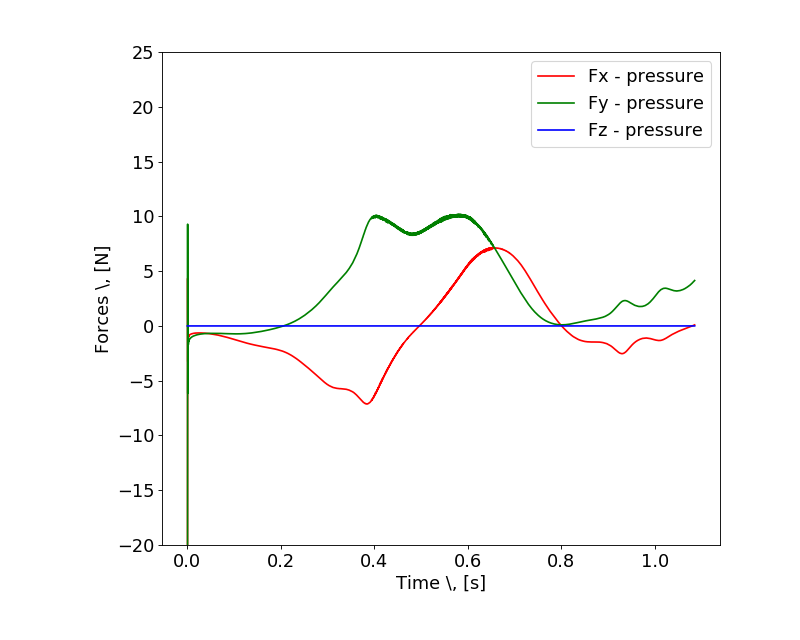 25
20
15
10
5
0
−5
−10
−15
−20
Forces \, [N]
Fx - pressure
Fy - pressure
Fz - pressure
0.0 0.2 0.4 0.6 0.8 1.0
Time \, [s]